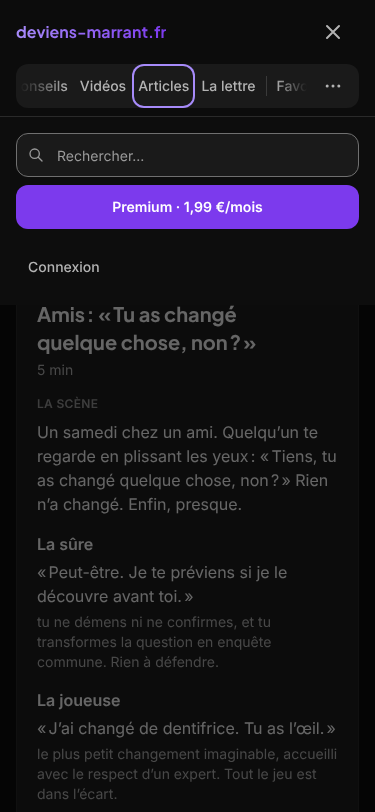 deviens-marrant.fr
onseils Vidéos Articles La lettre Favo
Rechercher...
Premium · 1,99 €/mois
Connexion
Amis : « Tu as changé
quelque chose, non ? »
5 min
LA SCÈNE
Un samedi chez un ami. Quelqu’un te
regarde en plissant les yeux : « Tiens, tu
as changé quelque chose, non ? » Rien
n’a changé. Enfin, presque.
La sûre
« Peut-être. Je te préviens si je le
découvre avant toi. »
tu ne démens ni ne confirmes, et tu
transformes la question en enquête
commune. Rien à défendre.
La joueuse
« J’ai changé de dentifrice. Tu as l’œil. »
le plus petit changement imaginable, accueilli
avec le respect d’un expert. Tout le jeu est
dans l’écart.